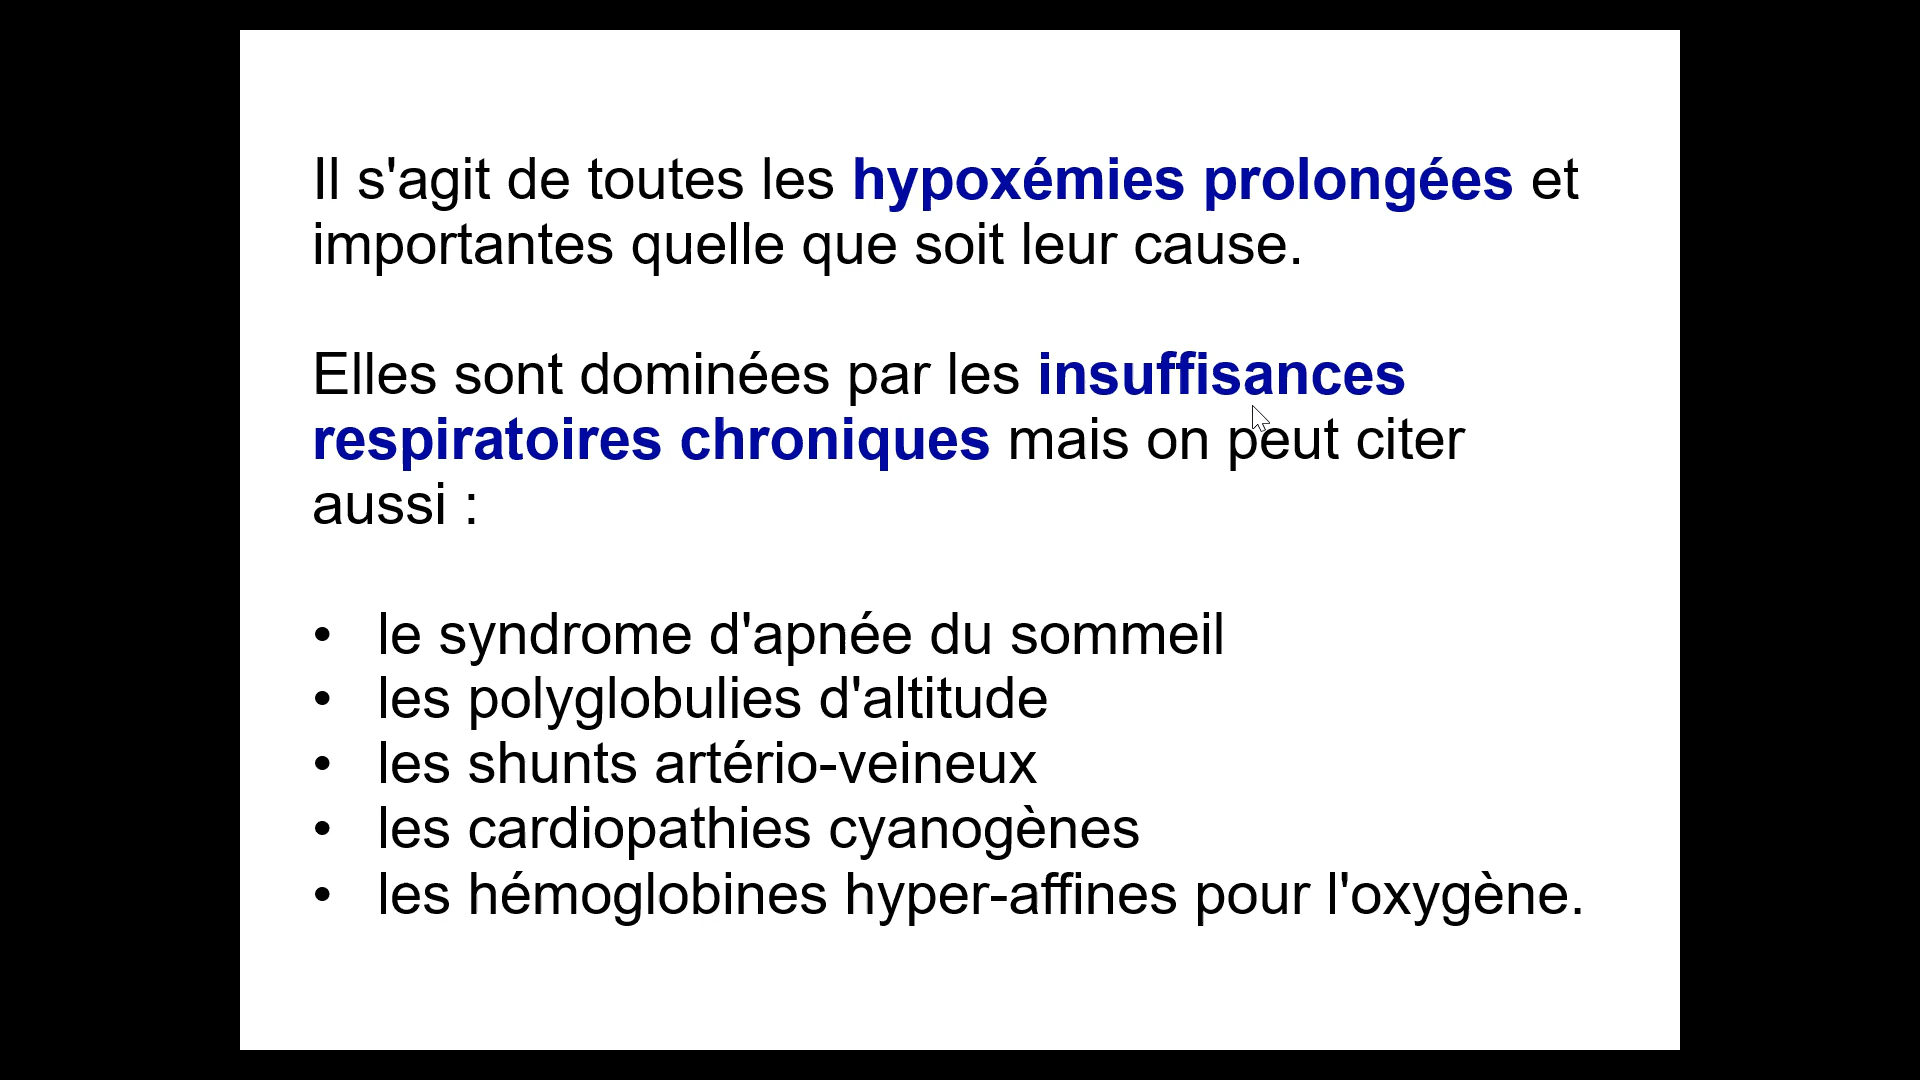 Il s'agit de toutes les hypoxémies prolongées et
importantes quelle que soit leur cause.
Elles sont dominées par les insuffisances
respiratoires chroniques mais on peut citer
aussi :
• le syndrome d'apnée du sommeil
• les polyglobulies d'altitude
• les shunts artério-veineux
• les cardiopathies cyanogènes
• les hémoglobines hyper-affines pour l'oxygène.